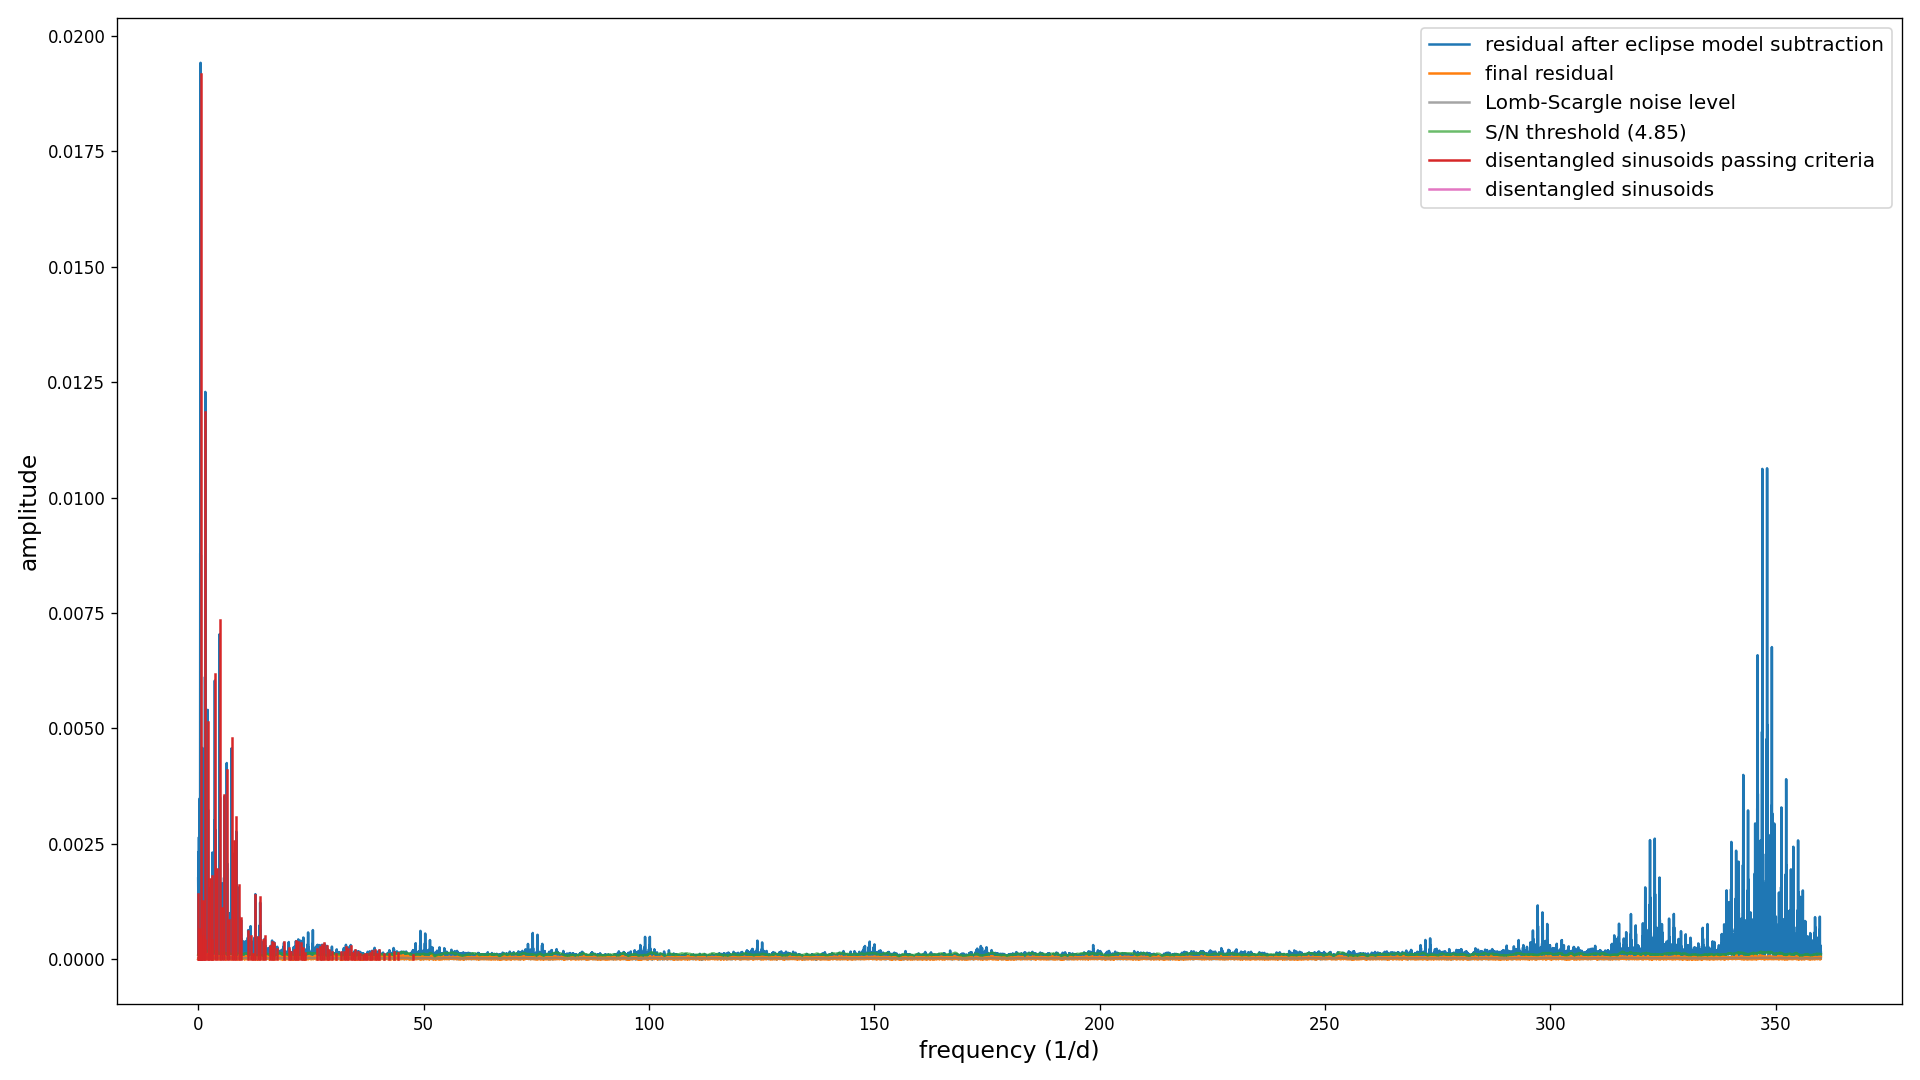 residual after eclipse model subtraction
final residual
Lomb-Scargle noise level
S/N threshold (4.85)
disentangled sinusoids passing criteria
disentangled sinusoids
amplitude
0.0200
0.0175
0.0150
0.0125
0.0100
0.0075
0.0050
0.0025
0.0000
0 50 100 150 200 250 300 350
frequency (1/d)